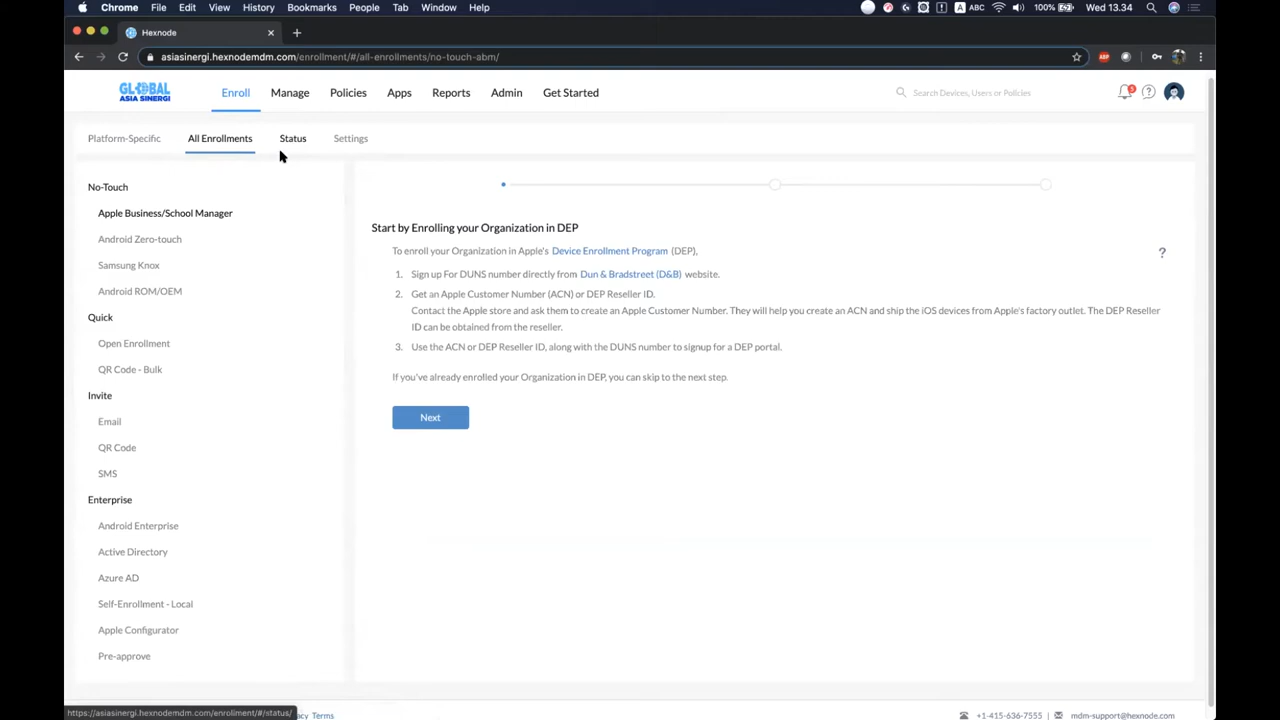 Chrome File Edit View History Bookmarks People Tab Window Help A ABC 100% Wed 13.34
Hexnode
asiasinergi.hexnodemdm.com/enrollment/#/all-enrollments/no-touch-abm/ ABP
GLOBAL
ASIA SINERGI
Enroll Manage Policies Apps Reports Admin Get Started Search Devices, Users or Policies
Platform-Specific All Enrollments Status Settings
No-Touch
Apple Business/School Manager
Android Zero-touch
Samsung Knox
Android ROM/OEM
Quick
Open Enrollment
QR Code - Bulk
Invite
Email
QR Code
SMS
Enterprise
Android Enterprise
Active Directory
Azure AD
Self-Enrollment - Local
Apple Configurator
Pre-approve
Start by Enrolling your Organization in DEP
To enroll your Organization in Apple's Device Enrollment Program (DEP), ?
1. Sign up For DUNS number directly from Dun & Bradstreet (D&B) website.
2. Get an Apple Customer Number (ACN) or DEP Reseller ID.
Contact the Apple store and ask them to create an Apple Customer Number. They will help you create an ACN and ship the iOS devices from Apple's factory outlet. The DEP Reseller
ID can be obtained from the reseller.
3. Use the ACN or DEP Reseller ID, along with the DUNS number to signup for a DEP portal.
If you've already enrolled your Organization in DEP, you can skip to the next step.
Next
https://asiasinergi.hexnodemdm.com/enrollment/#/status/ acy Terms +1-415-636-7555 mdm-support@hexnode.com